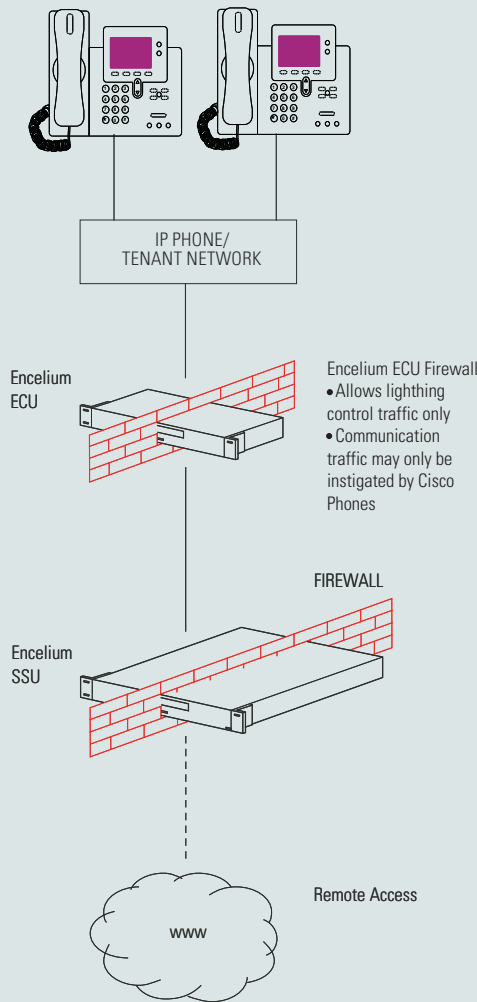 IP PHONE/
TENANT NETWORK
Encelium
ECU
Encelium ECU Firewall
• Allows lighthing
control traffic only
• Communication
traffic may only be
instigated by Cisco
Phones
FIREWALL
Encelium
SSU
Remote Access
www